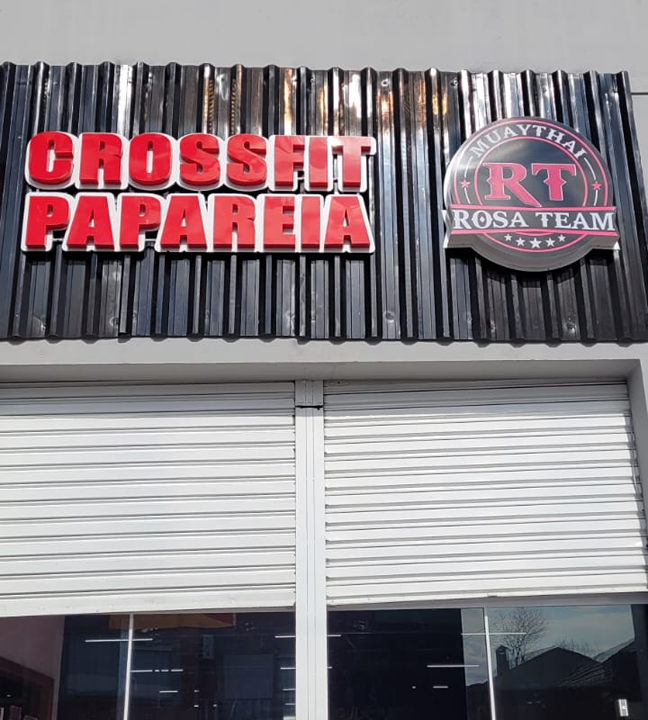 CROSSFIT
PAPAREIA
MUAYTHAI
RT
ROSA TEAM